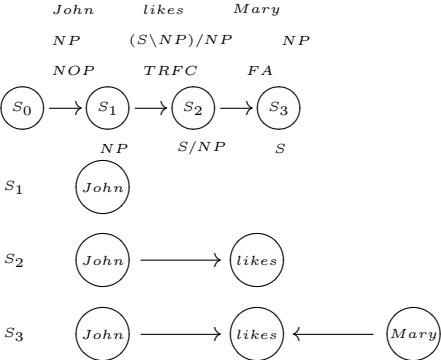 John likes Mary
NP (S\NP)/NP NP
NOP TRFC FA
S0 S1 S2 S3
NP S/NP S
S1 John
S2 John likes
S3 John likes Mary